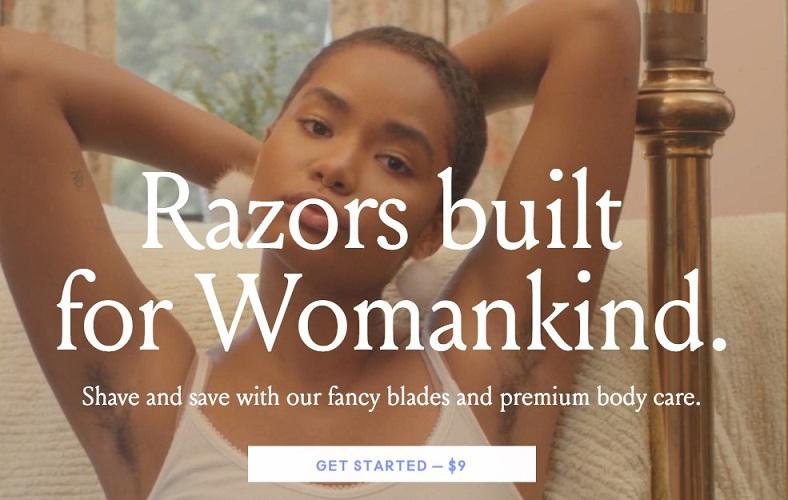 Razors built
for Womankind.
Shave and save with our fancy blades and premium body care.
GET STARTED — $9